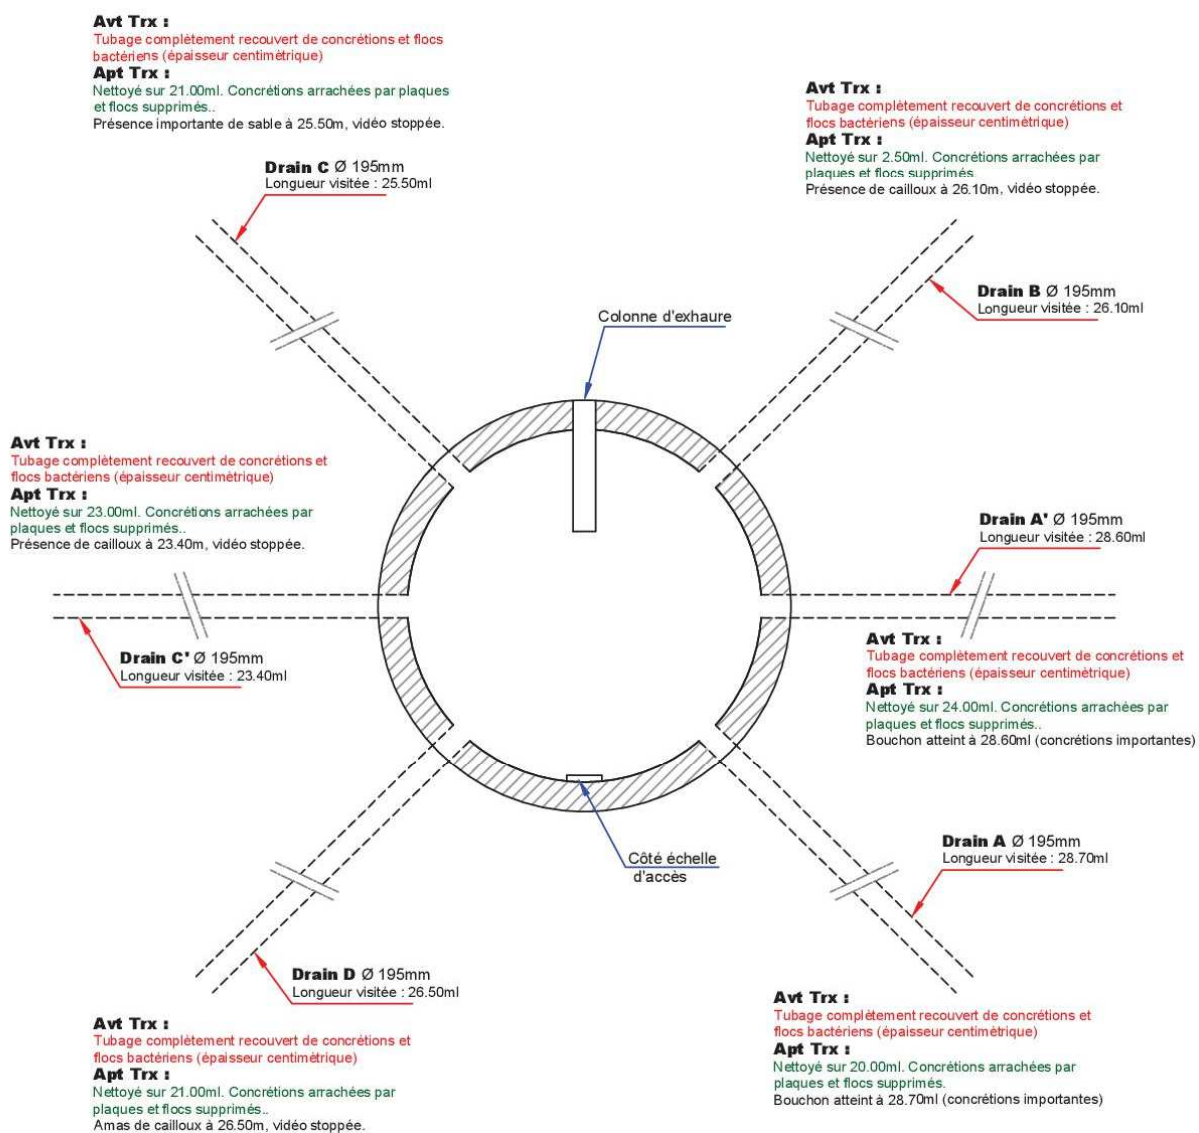 Avt Trx :
Tubage complètement recouvert de concrétions et flocs
bactériens (épaisseur centimétrique)
Apt Trx :
Nettoyé sur 21.00ml. Concrétions arrachées par plaques
et flocs supprimés..
Présence importante de sable à 25.50m, vidéo stoppée.
Drain C Ø 195mm
Longueur visitée : 25.50ml
Avt Trx :
Tubage complètement recouvert de concrétions et
flocs bactériens (épaisseur centimétrique)
Apt Trx :
Nettoyé sur 2.50ml. Concrétions arrachées par
plaques et flocs supprimés.
Présence de cailloux à 26.10m, vidéo stoppée.
Drain B Ø 195mm
Longueur visitée : 26.10ml
Colonne d'exhaure
Avt Trx :
Tubage complètement recouvert de concrétions et
flocs bactériens (épaisseur centimétrique)
Apt Trx :
Nettoyé sur 23.00ml. Concrétions arrachées par
plaques et flocs supprimés..
Présence de cailloux à 23.40m, vidéo stoppée.
Drain C' Ø 195mm
Longueur visitée : 23.40ml
Drain A' Ø 195mm
Longueur visitée : 28.60ml
Avt Trx :
Tubage complètement recouvert de concrétions et
flocs bactériens (épaisseur centimétrique)
Apt Trx :
Nettoyé sur 24.00ml. Concrétions arrachées par
plaques et flocs supprimés..
Bouchon atteint à 28.60ml (concrétions importantes)
Côté échelle
d'accès
Drain A Ø 195mm
Longueur visitée : 28.70ml
Drain D Ø 195mm
Longueur visitée : 26.50ml
Avt Trx :
Tubage complètement recouvert de concrétions et
flocs bactériens (épaisseur centimétrique)
Apt Trx :
Nettoyé sur 21.00ml. Concrétions arrachées par
plaques et flocs supprimés..
Amas de cailloux à 26.50m, vidéo stoppée.
Avt Trx :
Tubage complètement recouvert de concrétions et
flocs bactériens (épaisseur centimétrique)
Apt Trx :
Nettoyé sur 20.00ml. Concrétions arrachées par
plaques et flocs supprimés.
Bouchon atteint à 28.70ml (concrétions importantes)